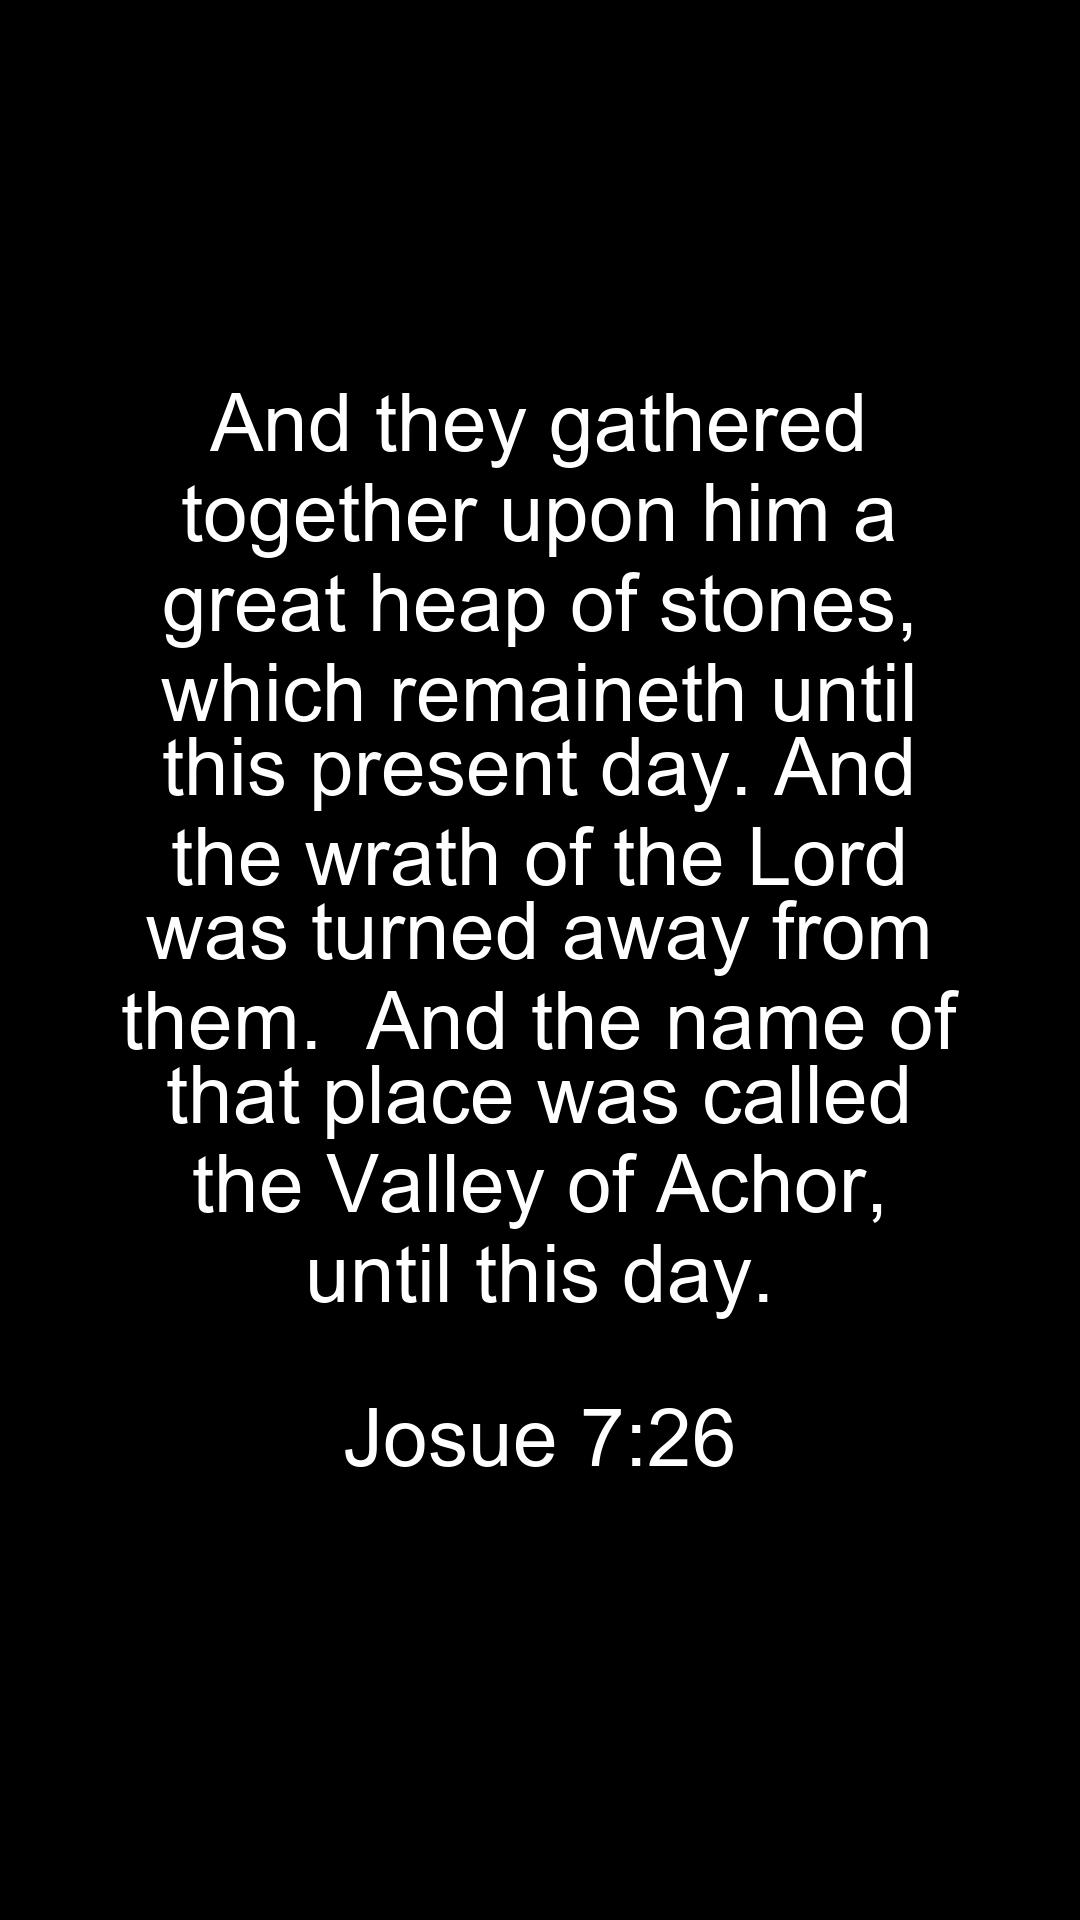 And they gathered
together upon him a
great heap of stones,
which remaineth until
this present day. And
the wrath of the Lord
was turned away from
them.  And the name of
that place was called
the Valley of Achor,
until this day.
Josue 7:26